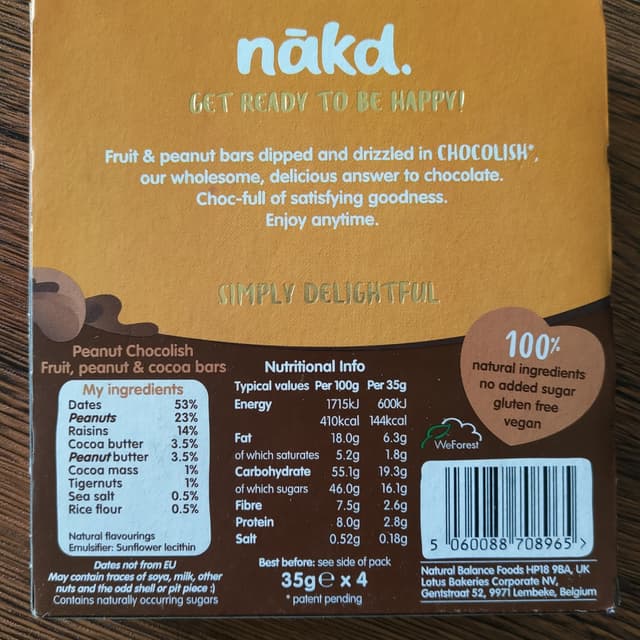 nākd.
GET READY TO BE HAPPY!
Fruit & peanut bars dipped and drizzled in CHOCOLISH*,
our wholesome, delicious answer to chocolate.
Choc-full of satisfying goodness.
Enjoy anytime.
SIMPLY DELIGHTFUL
Peanut Chocolish
Fruit, peanut & cocoa bars
My ingredients
Dates 53%
Peanuts 23%
Raisins 14%
Cocoa butter 3.5%
Peanut butter 3.5%
Cocoa mass 1%
Tigernuts 1%
Sea salt 0.5%
Rice flour 0.5%
Natural flavourings
Emulsifier: Sunflower lecithin
Dates not from EU
May contain traces of soya, milk, other
nuts and the odd shell or pit piece :)
Contains naturally occurring sugars
Nutritional Info
Typical values Per 100g Per 35g
Energy 1715kJ 600kJ
410kcal 144kcal
Fat 18.0g 6.3g
of which saturates 5.2g 1.8g
Carbohydrate 55.1g 19.3g
of which sugars 46.0g 16.1g
Fibre 7.5g 2.6g
Protein 8.0g 2.8g
Salt 0.52g 0.18g
Best before: see side of pack
35g℮ x 4
* patent pending
100%
natural ingredients
no added sugar
gluten free
vegan
WeForest
5 060088 708965 >
Natural Balance Foods HP18 9BA, UK
Lotus Bakeries Corporate NV,
Gentstraat 52, 9971 Lembeke, Belgium